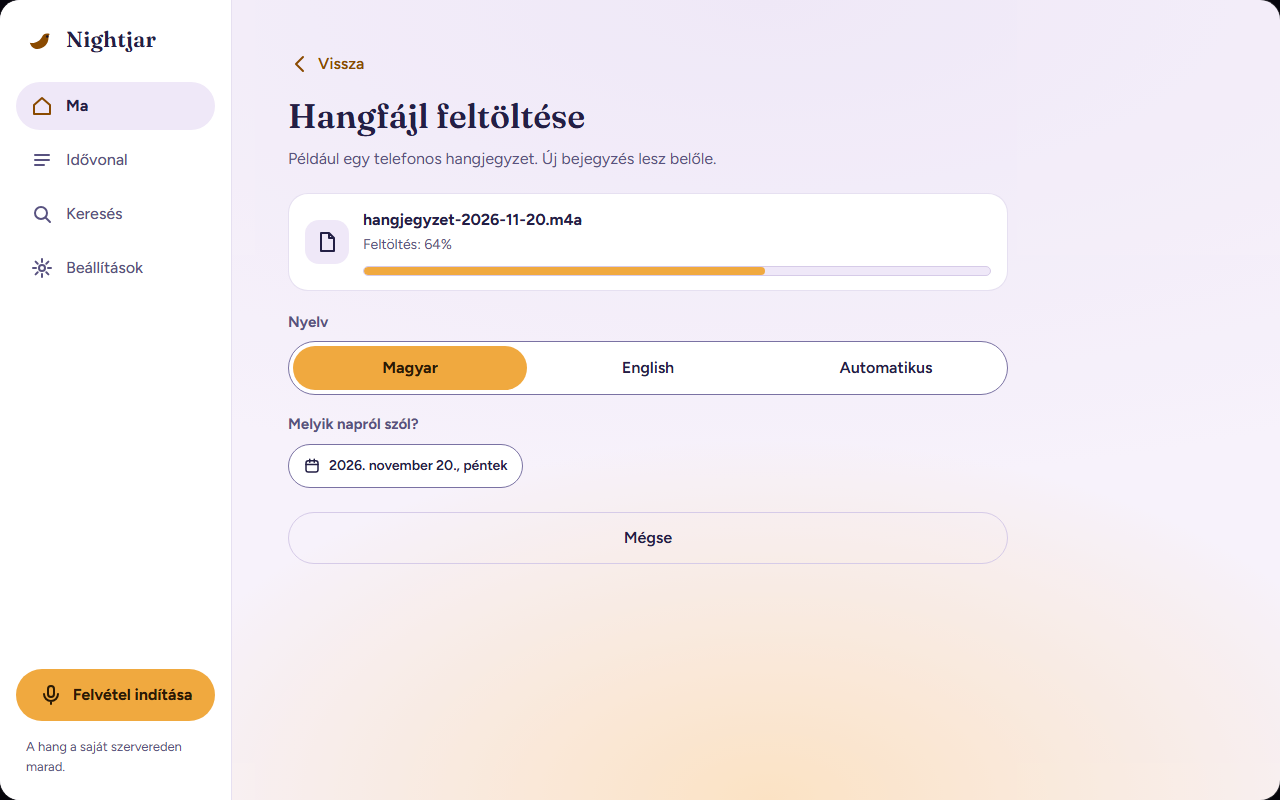 Nightjar
Ma
Idővonal
Keresés
Beállítások
Felvétel indítása
A hang a saját szervereden
marad.
Vissza
Hangfájl feltöltése
Például egy telefonos hangjegyzet. Új bejegyzés lesz belőle.
hangjegyzet-2026-11-20.m4a
Feltöltés: 64%
Nyelv
Magyar
English
Automatikus
Melyik napról szól?
2026. november 20., péntek
Mégse